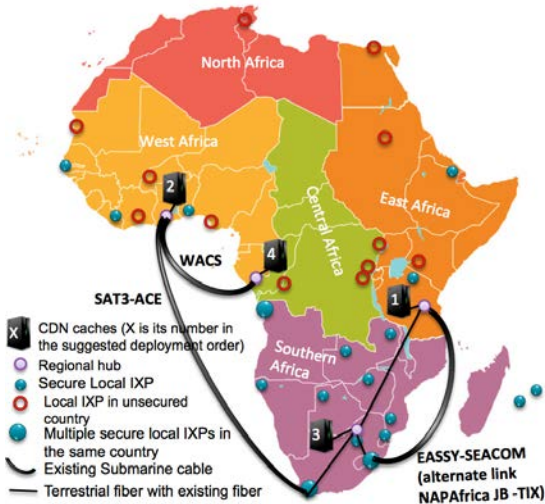 North Africa
West Africa
2
Central Africa
East Africa
WACS
4
SAT3-ACE
1
X
CDN caches (X is its number in
the suggested deployment order)
Regional hub
Secure Local IXP
Local IXP in unsecured
country
Multiple secure local IXPs in
the same country
Existing Submarine cable
Terrestrial fiber with existing fiber
Southern
Africa
3
EASSY-SEACOM
(alternate link
NAPAfrica JB -TIX)